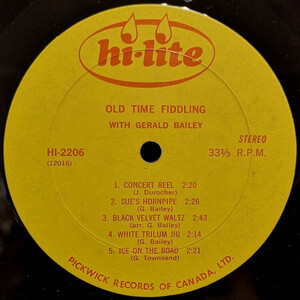 hi-lite
OLD TIME FIDDLING
WITH GERALD BAILEY
STEREO
HI-2206
33⅓ R.P.M.
(12016)
1. CONCERT REEL 2:20
(J. Durocher)
2. SUE'S HORNPIPE 2:26
(G. Bailey)
3. BLACK VELVET WALTZ 2:43
(arr. G. Bailey)
4. WHITE TRILUM JIG 2:14
(G. Bailey)
5. ICE ON THE ROAD 2:21
(G. Townsend)
PICKWICK RECORDS OF CANADA, LTD.